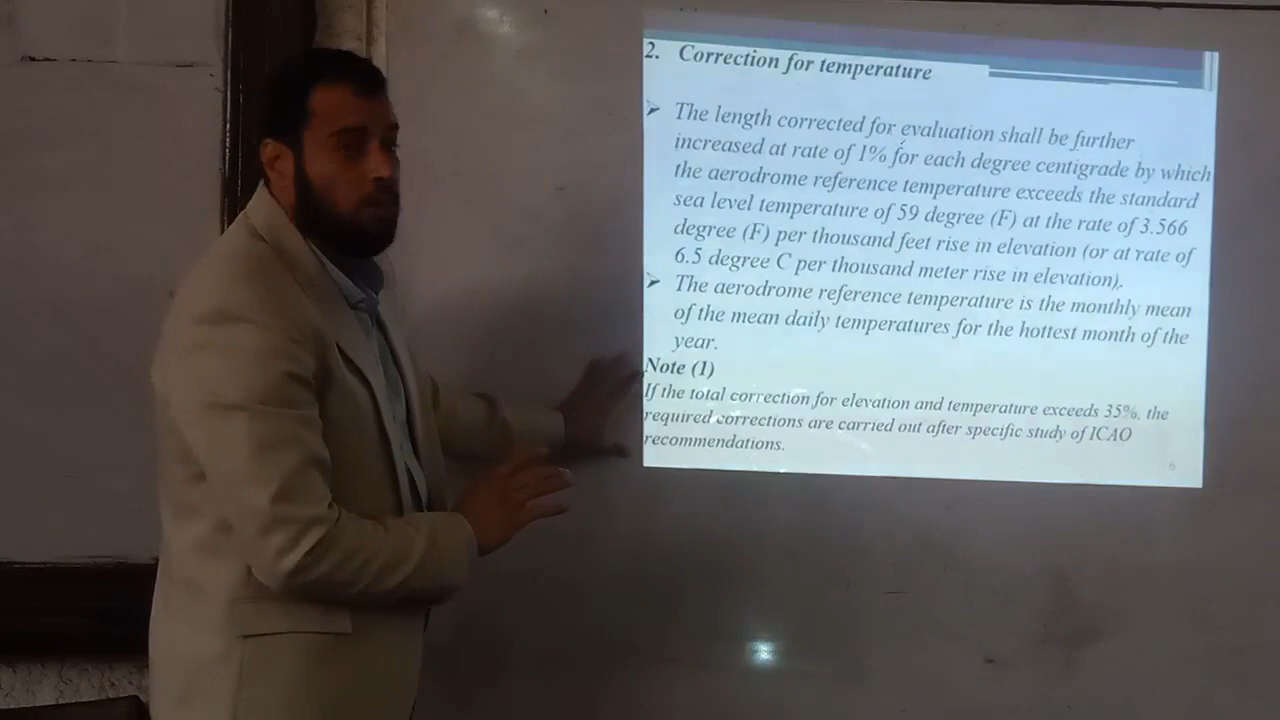 2. Correction for temperature
➤ The length corrected for evaluation shall be further
increased at rate of 1% for each degree centigrade by which
the aerodrome reference temperature exceeds the standard
sea level temperature of 59 degree (F) at the rate of 3.566
degree (F) per thousand feet rise in elevation (or at rate of
6.5 degree C per thousand meter rise in elevation).
➤ The aerodrome reference temperature is the monthly mean
of the mean daily temperatures for the hottest month of the
year.
Note (1)
If the total correction for elevation and temperature exceeds 35%, the
required corrections are carried out after specific study of ICAO
recommendations.
6